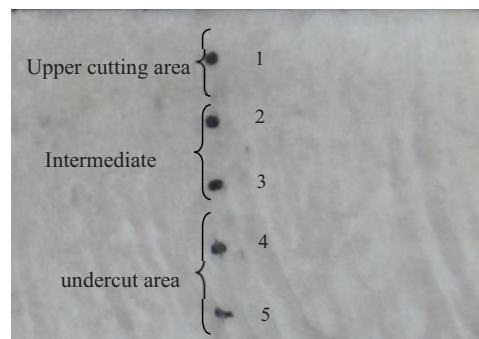 Upper cutting area 1
2
Intermediate
3
4
undercut area
5